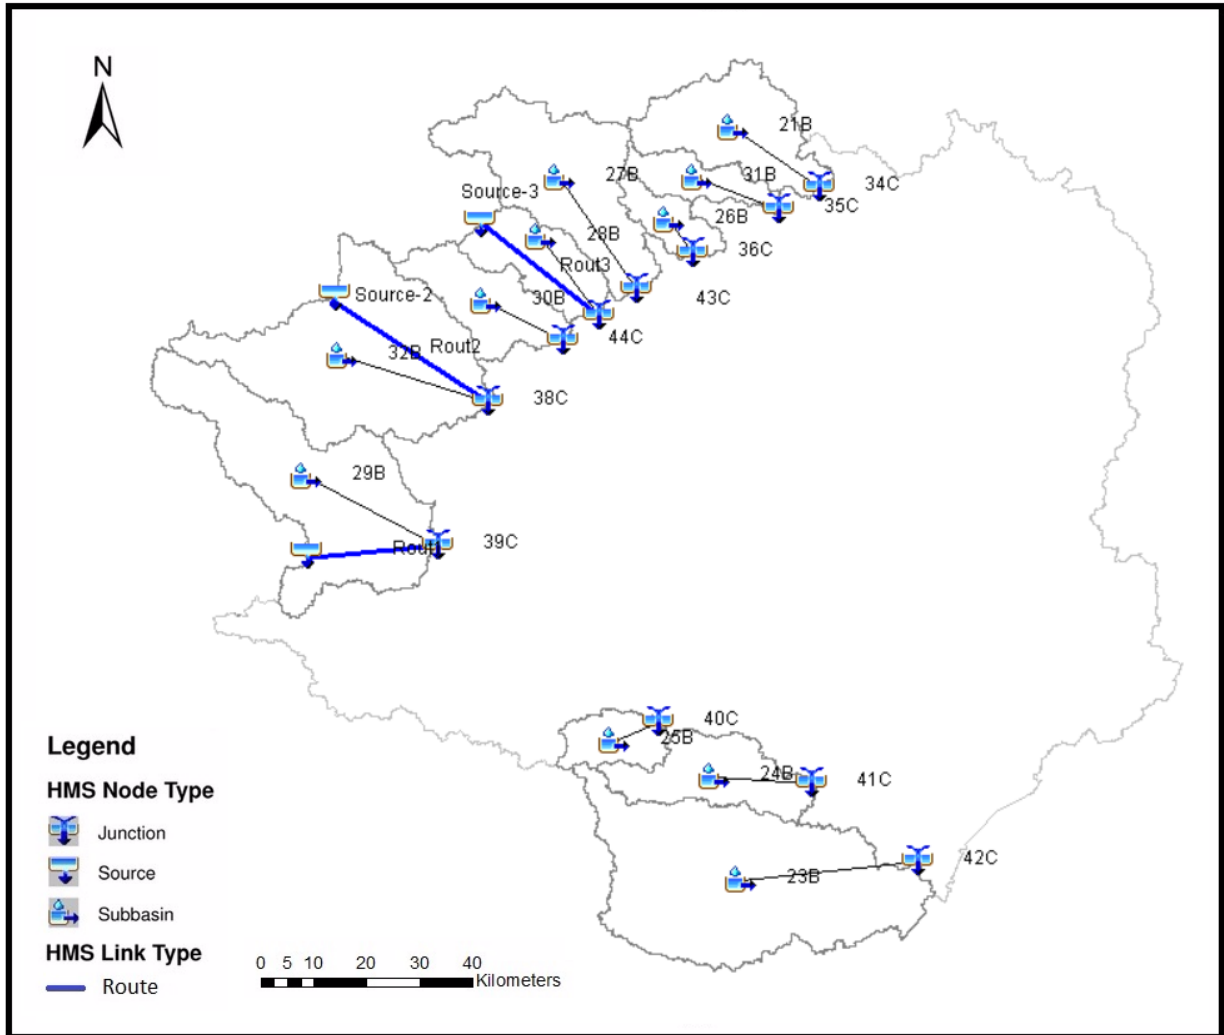 N
21B
27B
31B
34C
Source-3
35C
26B
28B
36C
Rout3
43C
Source-2
30B
44C
Rout2
32B
38C
29B
39C
Rout
40C
25B
24B
41C
42C
23B
Legend
HMS Node Type
Junction
Source
Subbasin
HMS Link Type
Route
0 5 10 20 30 40
Kilometers